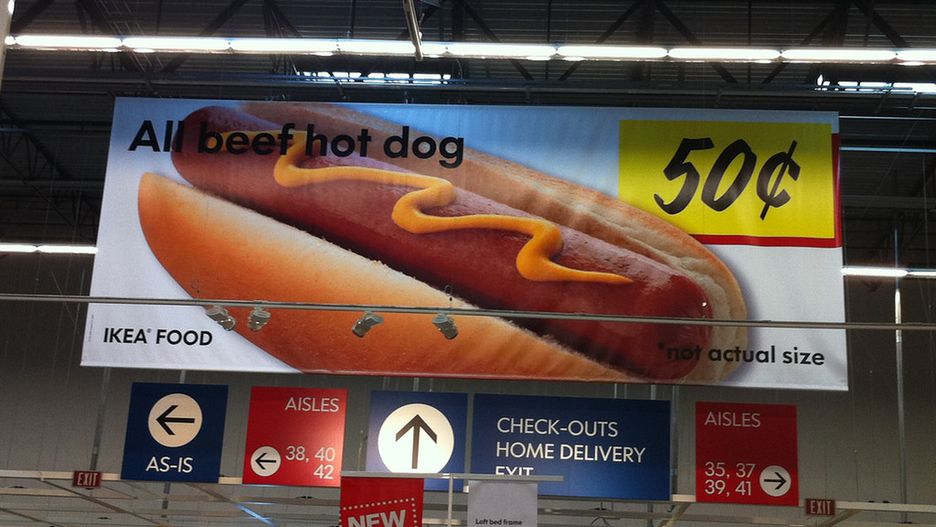 All beef hot dog
50¢
IKEA® FOOD
*not actual size
AS-IS
AISLES
38, 40
42
CHECK-OUTS
HOME DELIVERY
EXIT
AISLES
35, 37
39, 41
EXIT
EXIT
NEW
Loft bed frame